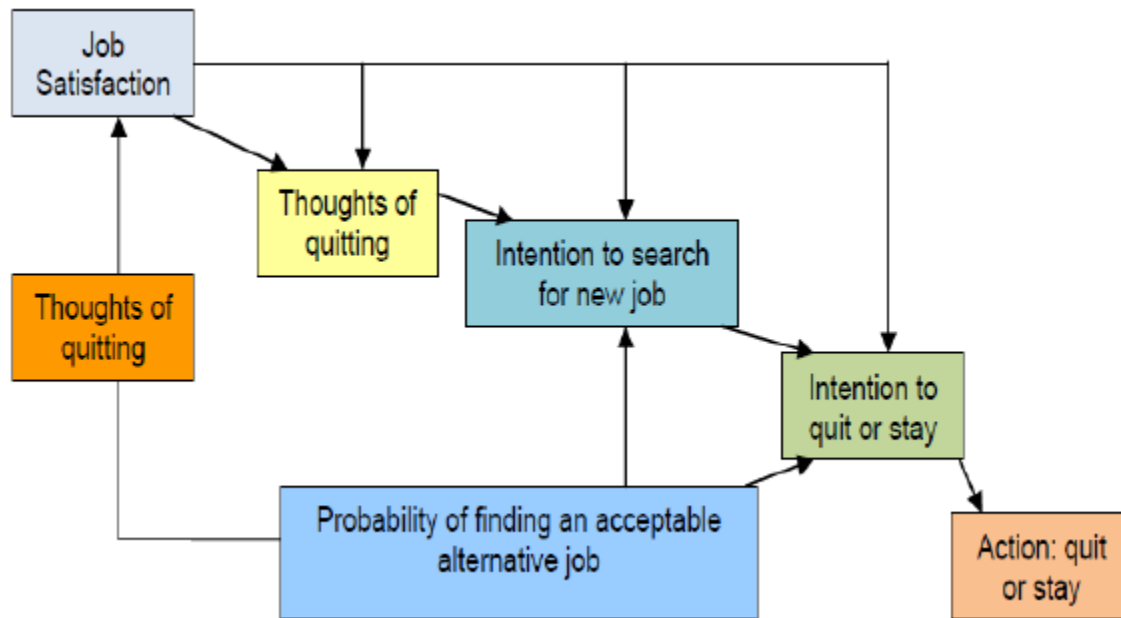 Job
Satisfaction
Thoughts of
quitting
Intention to search
for new job
Thoughts of
quitting
Intention to
quit or stay
Probability of finding an acceptable
alternative job
Action: quit
or stay